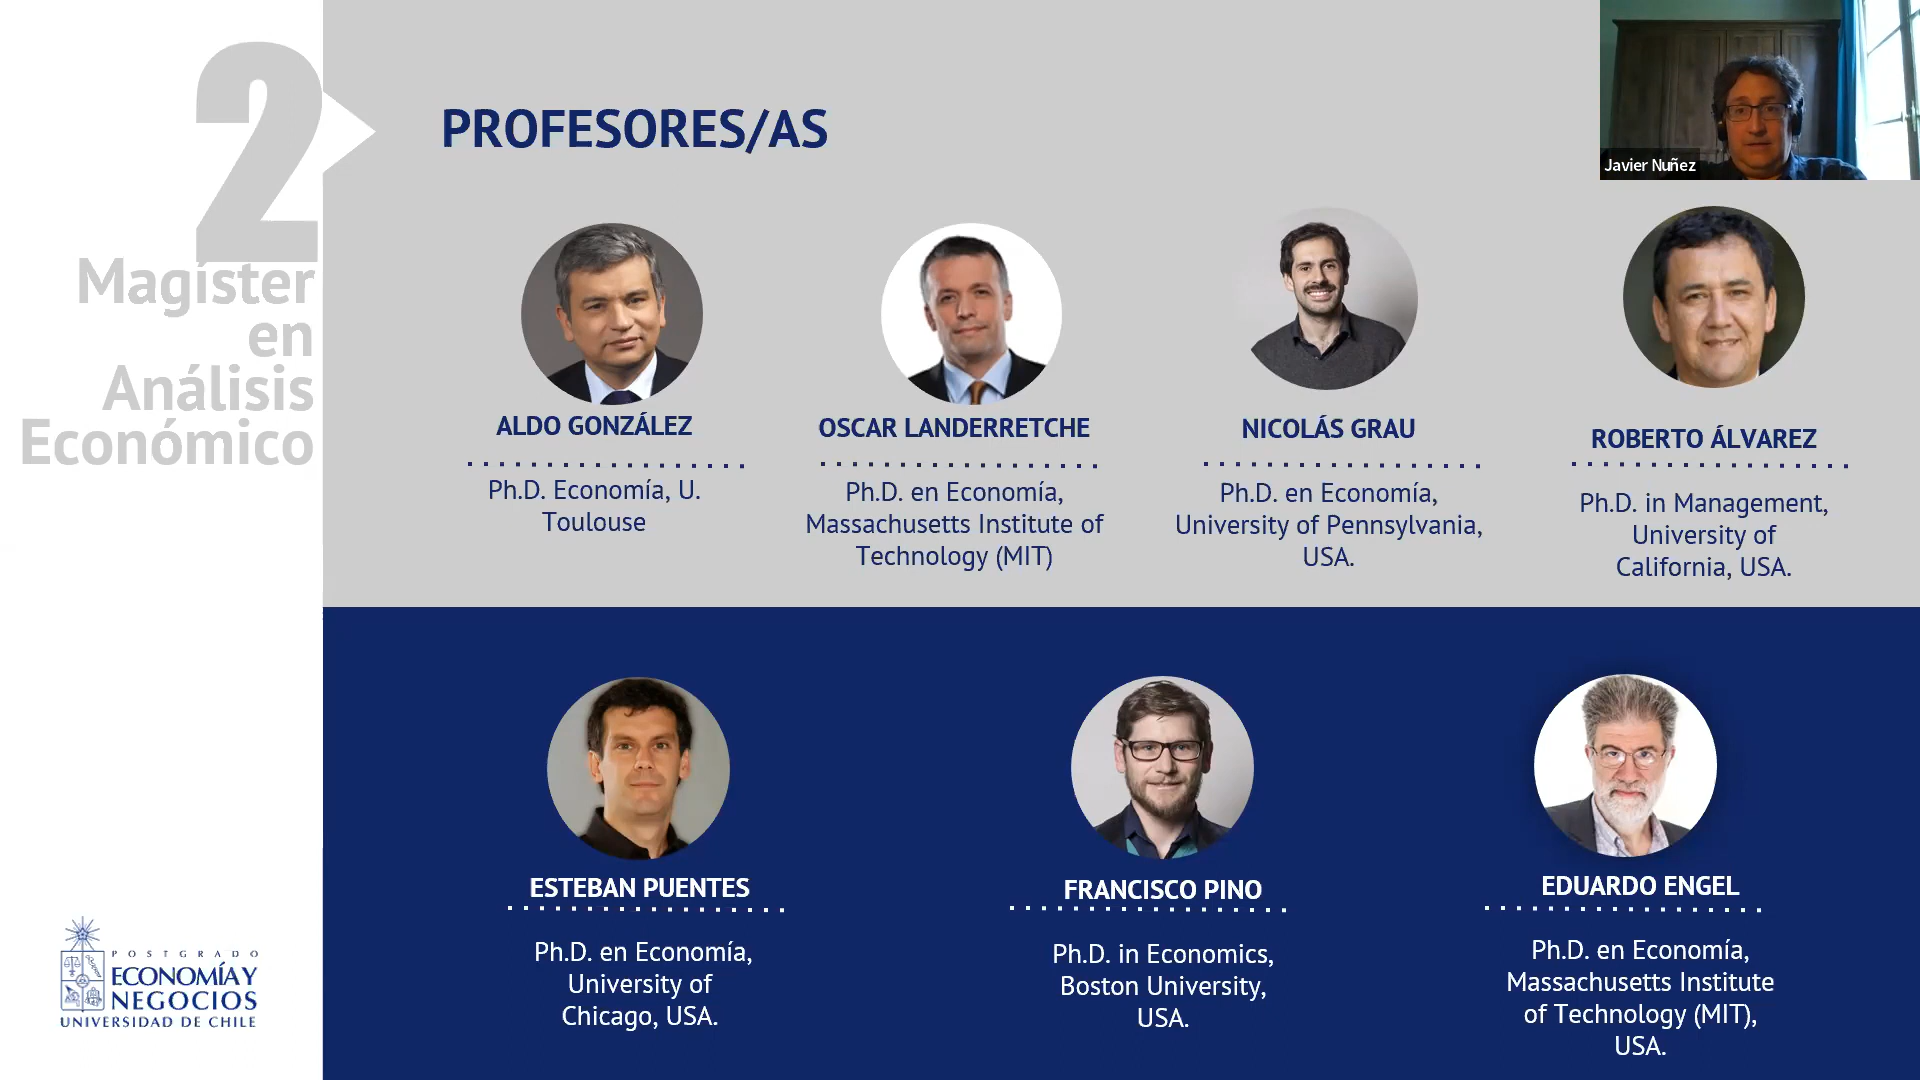 2
Magíster
en
Análisis
Económico
PROFESORES/AS
Javier Nuñez
ALDO GONZÁLEZ
Ph.D. Economía, U.
Toulouse
OSCAR LANDERRETCHE
Ph.D. en Economía,
Massachusetts Institute of
Technology (MIT)
NICOLÁS GRAU
Ph.D. en Economía,
University of Pennsylvania,
USA.
ROBERTO ÁLVAREZ
Ph.D. in Management,
University of
California, USA.
ESTEBAN PUENTES
Ph.D. en Economía,
University of
Chicago, USA.
FRANCISCO PINO
Ph.D. in Economics,
Boston University,
USA.
EDUARDO ENGEL
Ph.D. en Economía,
Massachusetts Institute
of Technology (MIT),
USA.
POSTGRADO
ECONOMÍA Y
NEGOCIOS
UNIVERSIDAD DE CHILE